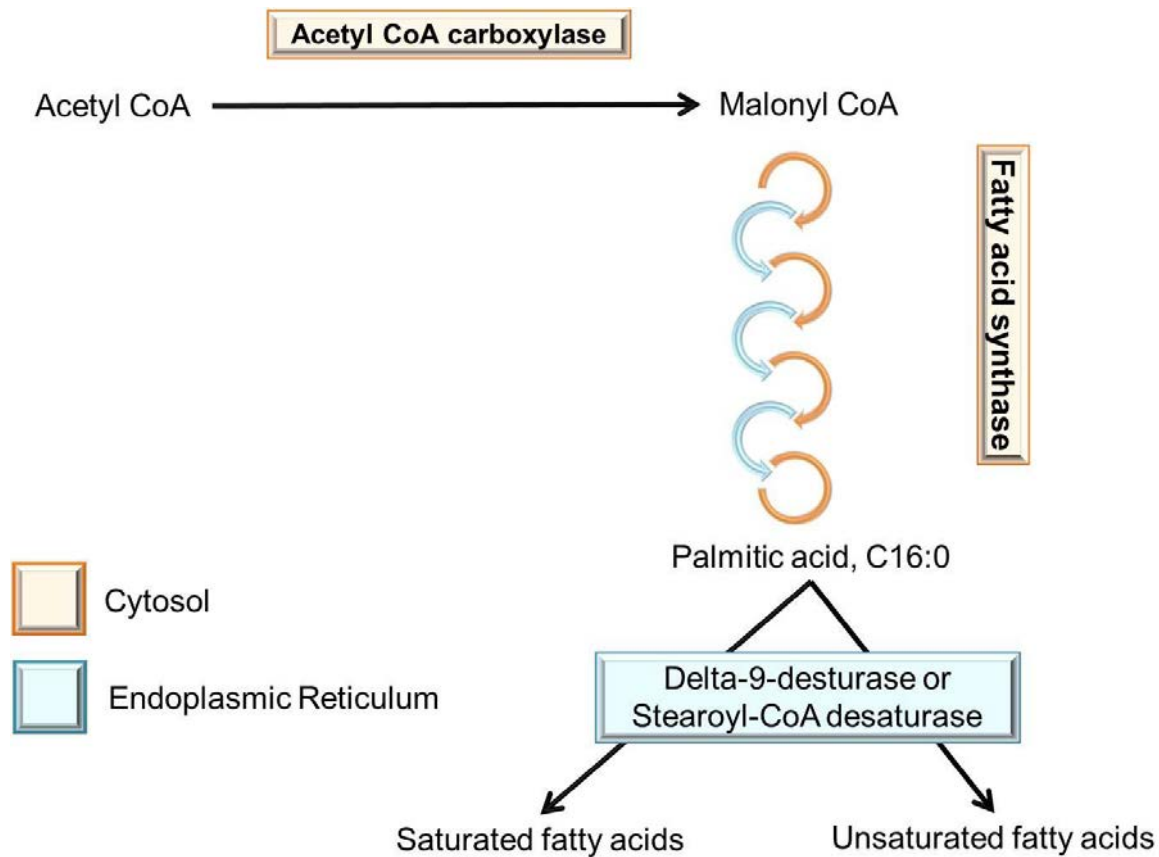 Acetyl CoA carboxylase
Acetyl CoA
Malonyl CoA
Fatty acid synthase
Palmitic acid, C16:0
Cytosol
Endoplasmic Reticulum
Delta-9-desturase or
Stearoyl-CoA desaturase
Saturated fatty acids
Unsaturated fatty acids